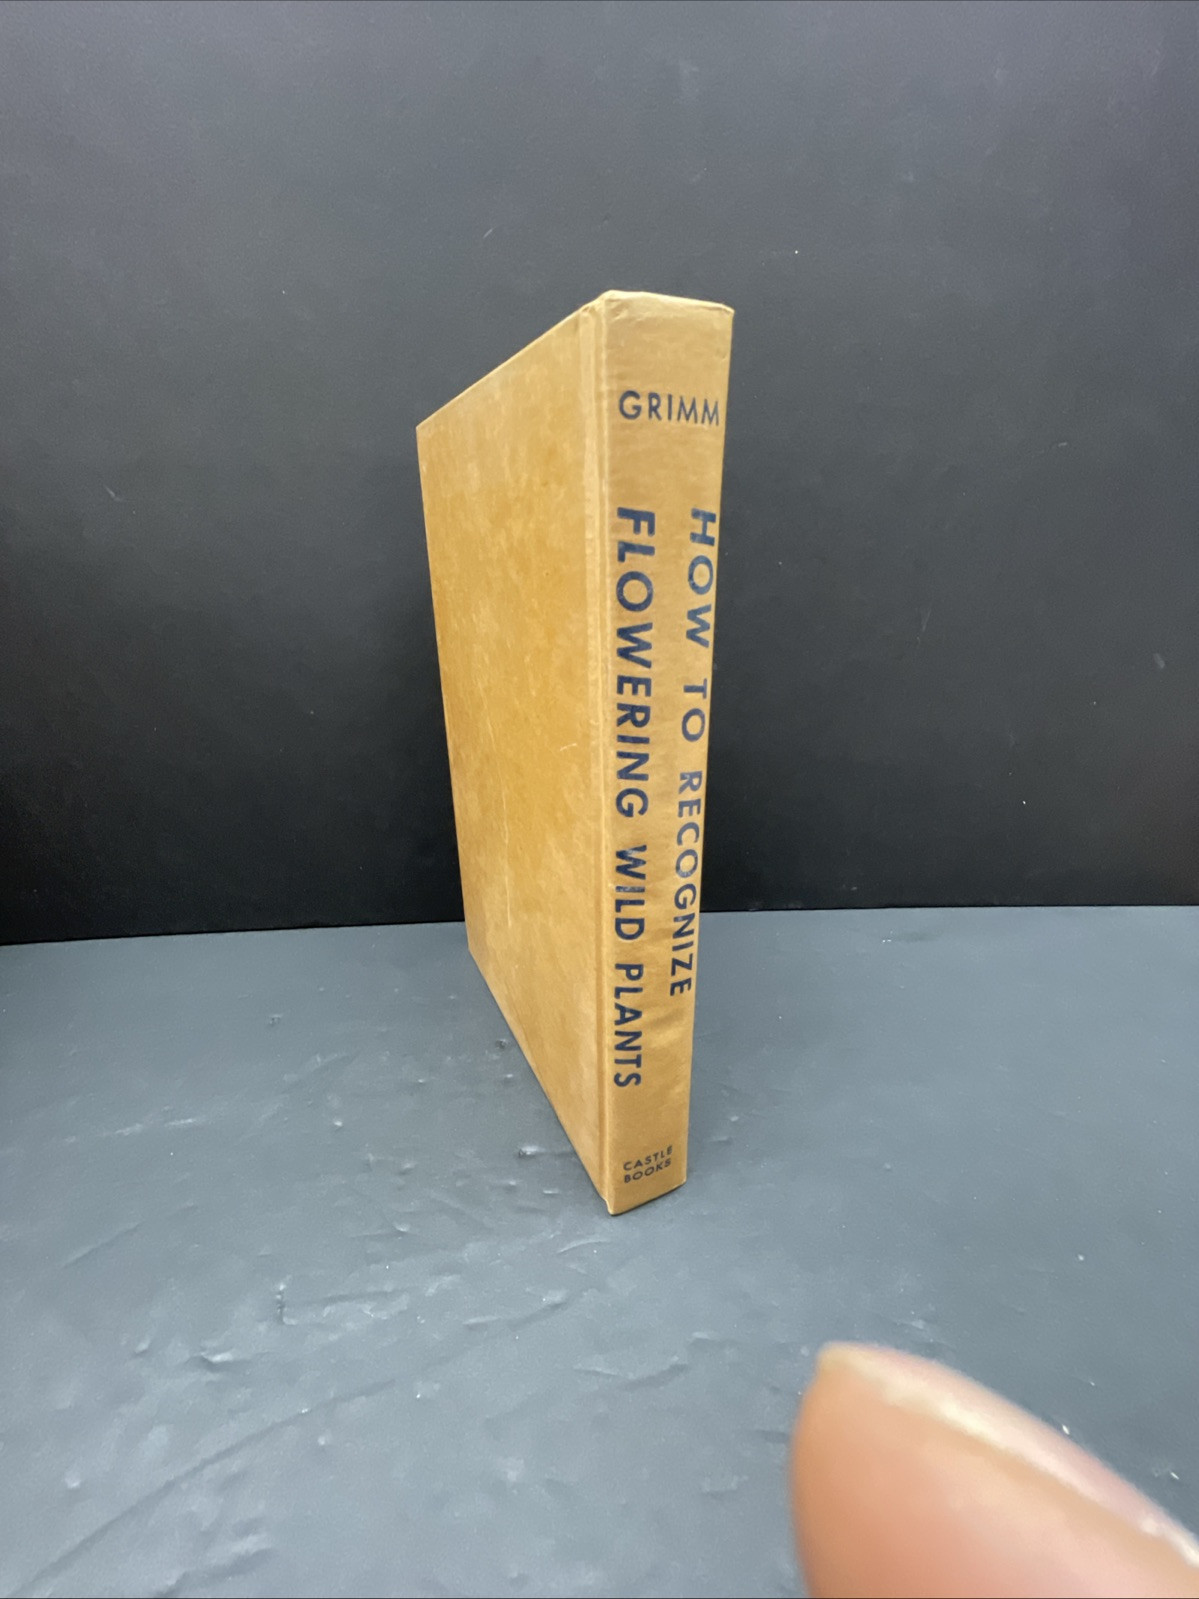 GRIMM
HOW TO RECOGNIZE
FLOWERING WILD PLANTS
CASTLE
BOOKS